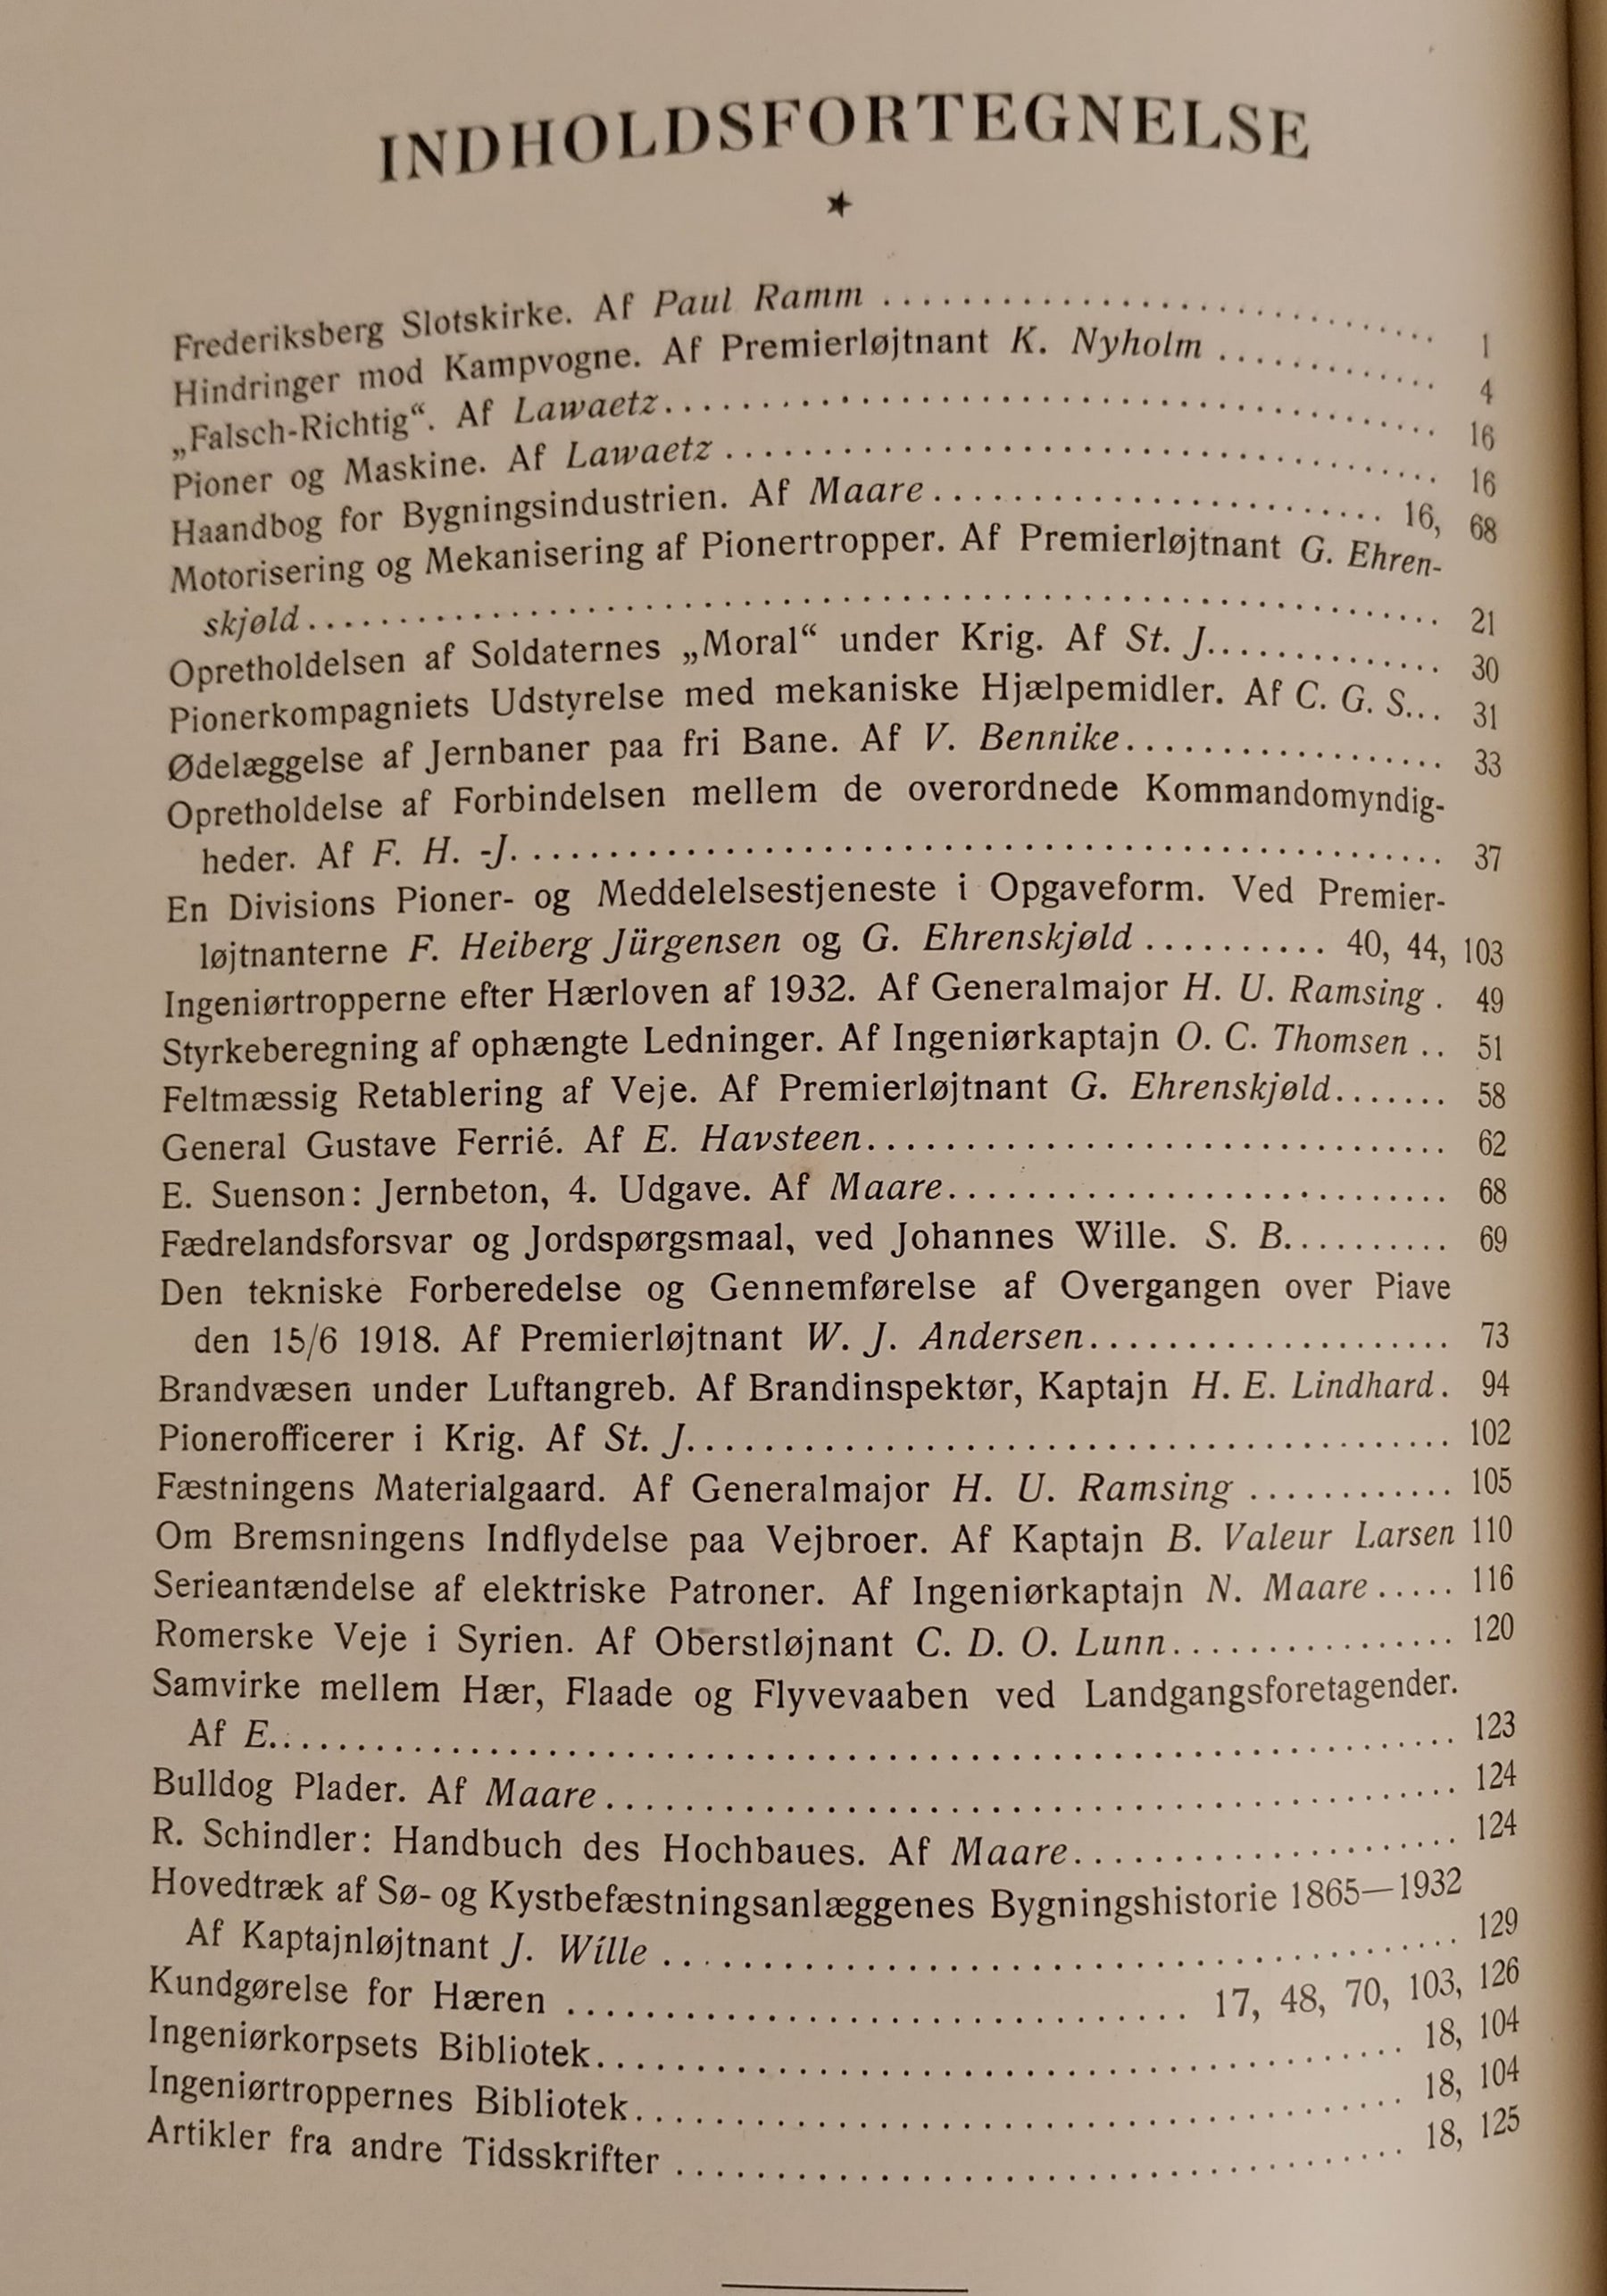 INDHOLDSFORTEGNELSE
★
Frederiksberg Slotskirke. Af Paul Ramm .......... 1
Hindringer mod Kampvogne. Af Premierløjtnant K. Nyholm .......... 4
„Falsch-Richtig“. Af Lawaetz .......... 16
Pioner og Maskine. Af Lawaetz .......... 16
Haandbog for Bygningsindustrien. Af Maare .......... 16, 68
Motorisering og Mekanisering af Pionertropper. Af Premierløjtnant G. Ehren-
skjøld .......... 21
Opretholdelsen af Soldaternes „Moral“ under Krig. Af St. J. .......... 30
Pionerkompagniets Udstyrelse med mekaniske Hjælpemidler. Af C. G. S... 31
Ødelæggelse af Jernbaner paa fri Bane. Af V. Bennike .......... 33
Opretholdelse af Forbindelsen mellem de overordnede Kommandomyndig-
heder. Af F. H. -J. .......... 37
En Divisions Pioner- og Meddelelsestjeneste i Opgaveform. Ved Premier-
løjtnanterne F. Heiberg Jürgensen og G. Ehrenskjøld .......... 40, 44, 103
Ingeniørtropperne efter Hærloven af 1932. Af Generalmajor H. U. Ramsing . 49
Styrkeberegning af ophængte Ledninger. Af Ingeniørkaptajn O. C. Thomsen .. 51
Feltmæssig Retablering af Veje. Af Premierløjtnant G. Ehrenskjøld ....... 58
General Gustave Ferrié. Af E. Havsteen .......... 62
E. Suenson: Jernbeton, 4. Udgave. Af Maare .......... 68
Fædrelandsforsvar og Jordspørgsmaal, ved Johannes Wille. S. B. .......... 69
Den tekniske Forberedelse og Gennemførelse af Overgangen over Piave
den 15/6 1918. Af Premierløjtnant W. J. Andersen .......... 73
Brandvæsen under Luftangreb. Af Brandinspektør, Kaptajn H. E. Lindhard . 94
Pionerofficerer i Krig. Af St. J. .......... 102
Fæstningens Materialgaard. Af Generalmajor H. U. Ramsing .......... 105
Om Bremsningens Indflydelse paa Vejbroer. Af Kaptajn B. Valeur Larsen 110
Serieantændelse af elektriske Patroner. Af Ingeniørkaptajn N. Maare ..... 116
Romerske Veje i Syrien. Af Oberstløjnant C. D. O. Lunn .......... 120
Samvirke mellem Hær, Flaade og Flyvevaaben ved Landgangsforetagender.
Af E. .......... 123
Bulldog Plader. Af Maare .......... 124
R. Schindler: Handbuch des Hochbaues. Af Maare .......... 124
Hovedtræk af Sø- og Kystbefæstningsanlæggenes Bygningshistorie 1865—1932
Af Kaptajnløjtnant J. Wille .......... 129
Kundgørelse for Hæren .......... 17, 48, 70, 103, 126
Ingeniørkorpsets Bibliotek .......... 18, 104
Ingeniørtroppernes Bibliotek .......... 18, 104
Artikler fra andre Tidsskrifter .......... 18, 125